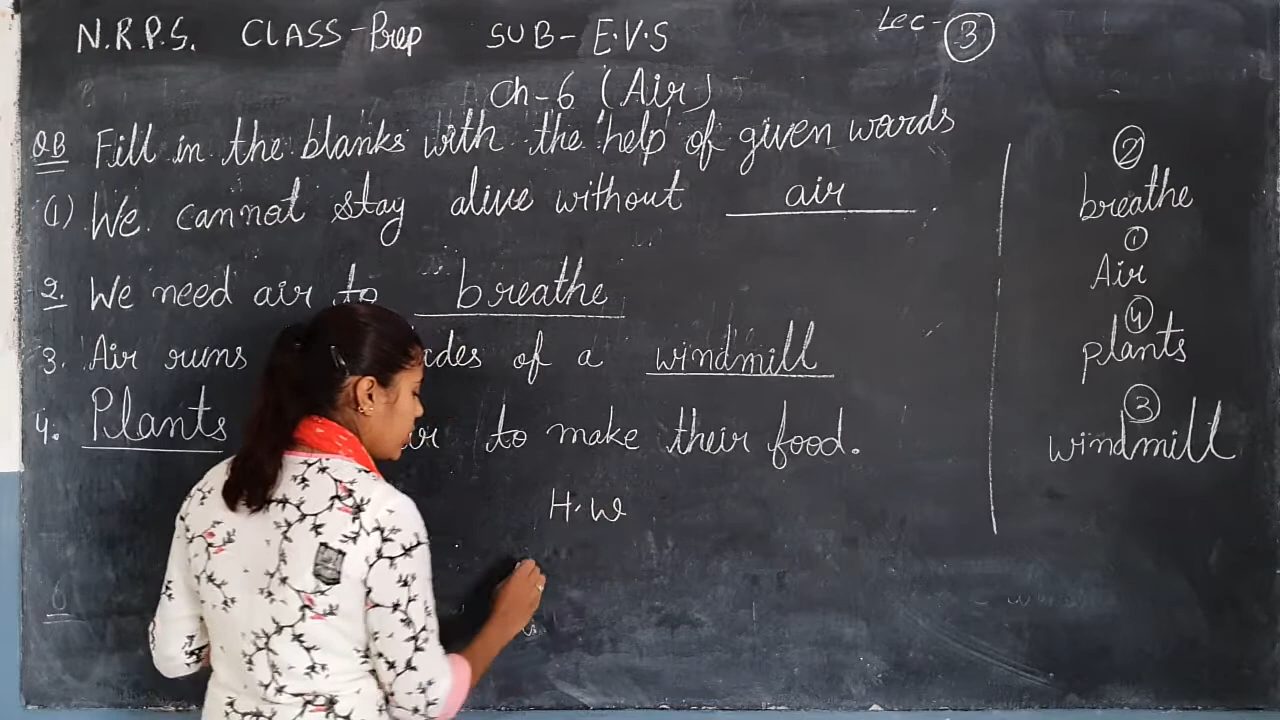 N.R.P.S. CLASS-Prep SUB- E.V.S Lec- 3
Ch-6 (Air)
QB Fill in the blanks with the help of given words
(1) We cannot stay alive without air.
2. We need air to breathe
3. Air runs of a windmill
4. Plants to make their food.
H.W
2
breathe
1
Air
4
plants
3
windmill